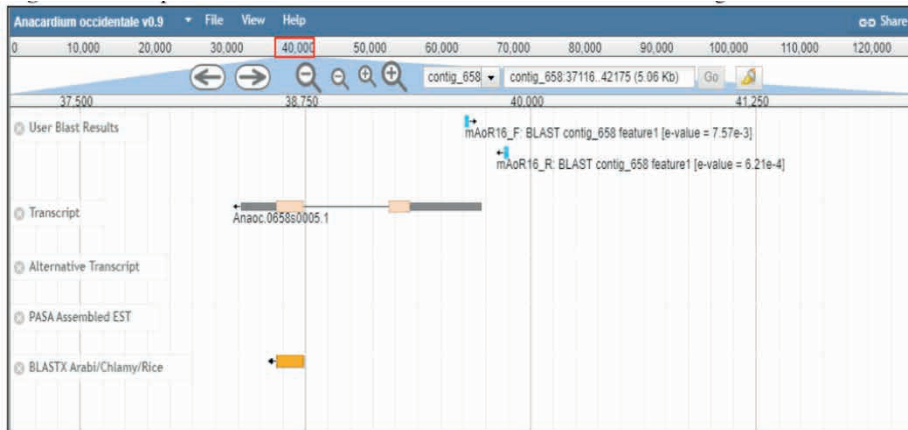 Anacardium occidentale v0.9 File View Help Share
0 10,000 20,000 30,000 40,000 50,000 60,000 70,000 80,000 90,000 100,000 110,000 120,000
contig_658 contig_658:37116..42175 (5.06 Kb) Go
37,500 38,750 40,000 41,250
User Blast Results
mAoR16_F: BLAST contig_658 feature1 [e-value = 7.57e-3]
mAoR16_R: BLAST contig_658 feature1 [e-value = 6.21e-4]
Transcript
Anaoc.0658s0005.1
Alternative Transcript
PASA Assembled EST
BLASTX Arabi/Chlamy/Rice